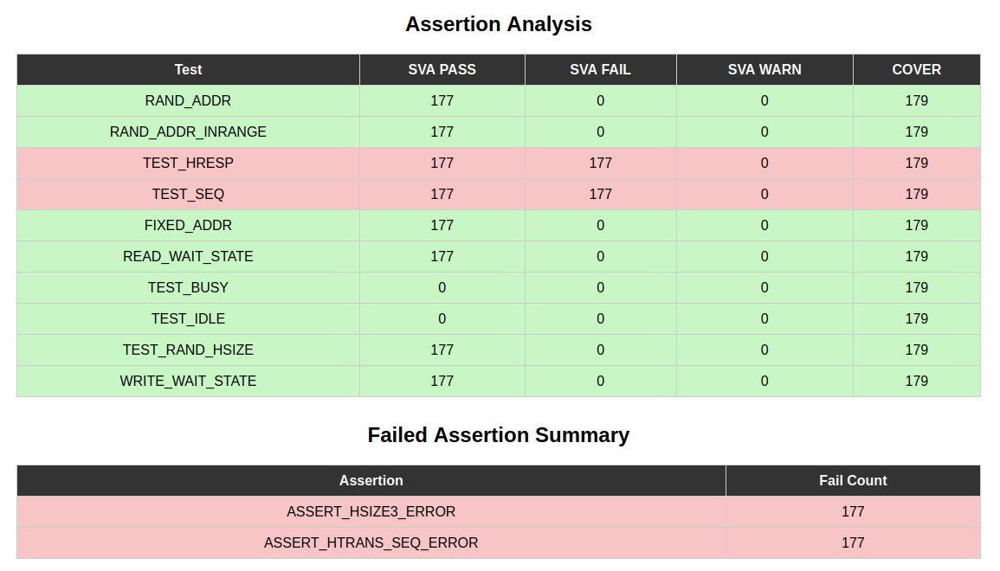 Assertion Analysis
Test SVA PASS SVA FAIL SVA WARN COVER
RAND_ADDR 177 0 0 179
RAND_ADDR_INRANGE 177 0 0 179
TEST_HRESP 177 177 0 179
TEST_SEQ 177 177 0 179
FIXED_ADDR 177 0 0 179
READ_WAIT_STATE 177 0 0 179
TEST_BUSY 0 0 0 179
TEST_IDLE 0 0 0 179
TEST_RAND_HSIZE 177 0 0 179
WRITE_WAIT_STATE 177 0 0 179
Failed Assertion Summary
Assertion Fail Count
ASSERT_HSIZE3_ERROR 177
ASSERT_HTRANS_SEQ_ERROR 177